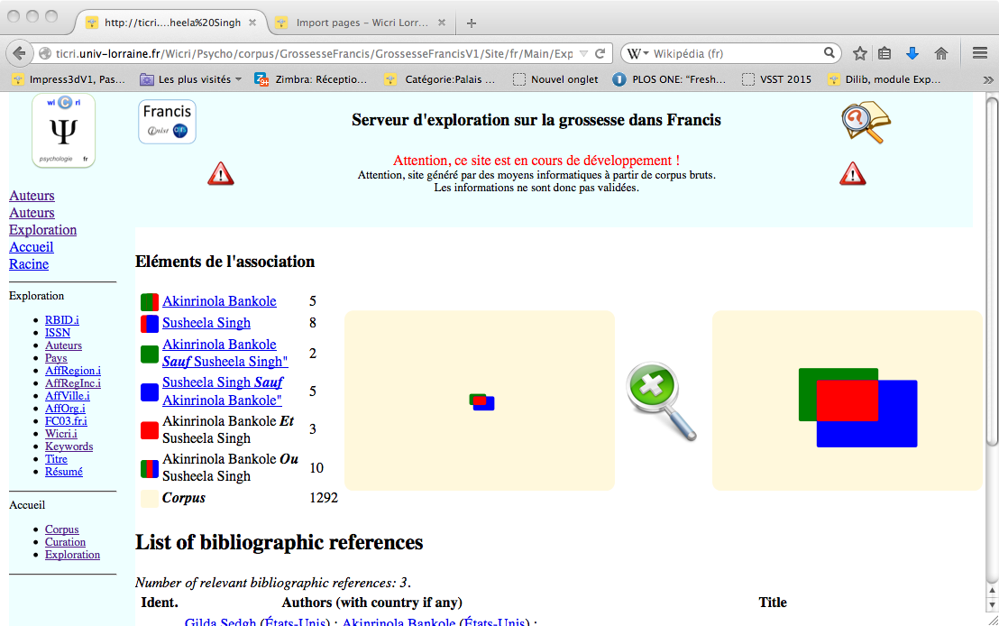 http://ticri....heela%20Singh
Import pages – Wicri Lorr...
ticri.univ-lorraine.fr/Wicri/Psycho/corpus/GrossesseFrancis/GrossesseFrancisV1/Site/fr/Main/Exp
W Wikipédia (fr)
Impress3dV1, Pas... Les plus visités Zimbra: Réceptio... Catégorie:Palais ... Nouvel onglet PLOS ONE: "Fresh... VSST 2015 Dilib, module Exp...
wi C ri
Ψ
psychologie fr
Francis
inist cnrs
Serveur d'exploration sur la grossesse dans Francis
Attention, ce site est en cours de développement !
Attention, site généré par des moyens informatiques à partir de corpus bruts.
Les informations ne sont donc pas validées.
Auteurs
Auteurs
Exploration
Accueil
Racine
Exploration
RBID.i
ISSN
Auteurs
Pays
AffRegion.i
AffRegInc.i
AffVille.i
AffOrg.i
FC03.fr.i
Wicri.i
Keywords
Titre
Résumé
Accueil
Corpus
Curation
Exploration
Eléments de l'association
Akinrinola Bankole 5
Susheela Singh 8
Akinrinola Bankole
Sauf Susheela Singh" 2
Susheela Singh Sauf
Akinrinola Bankole" 5
Akinrinola Bankole Et
Susheela Singh 3
Akinrinola Bankole Ou
Susheela Singh 10
Corpus 1292
List of bibliographic references
Number of relevant bibliographic references: 3.
Ident. Authors (with country if any) Title
Gilda Sedgh (États-Unis) ; Akinrinola Bankole (États-Unis) ;